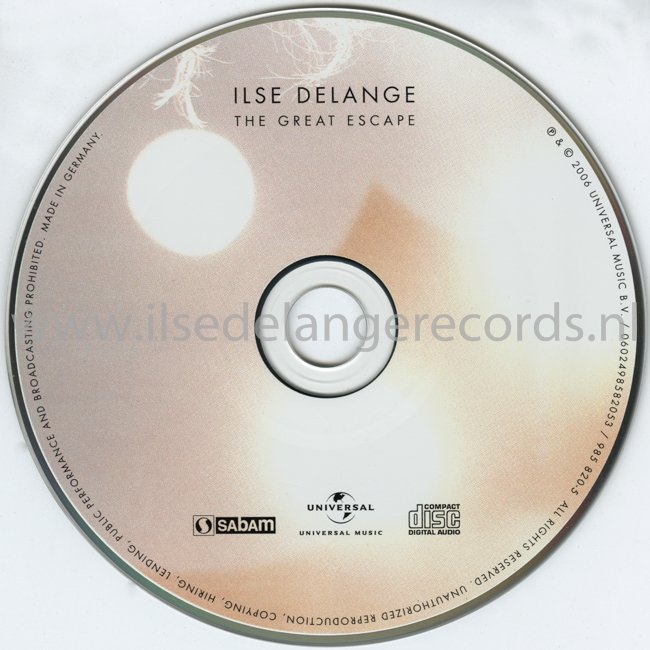 ILSE DELANGE
THE GREAT ESCAPE
℗ & © 2006 UNIVERSAL MUSIC B.V. / 0602498582053 / 985 820-5 ALL RIGHTS RESERVED. UNAUTHORIZED REPRODUCTION, COPYING, HIRING, LENDING, PUBLIC PERFORMANCE AND BROADCASTING PROHIBITED. MADE IN GERMANY.
www.ilsedelangerecords.nl
SABAM
UNIVERSAL
UNIVERSAL MUSIC
COMPACT
disc
DIGITAL AUDIO